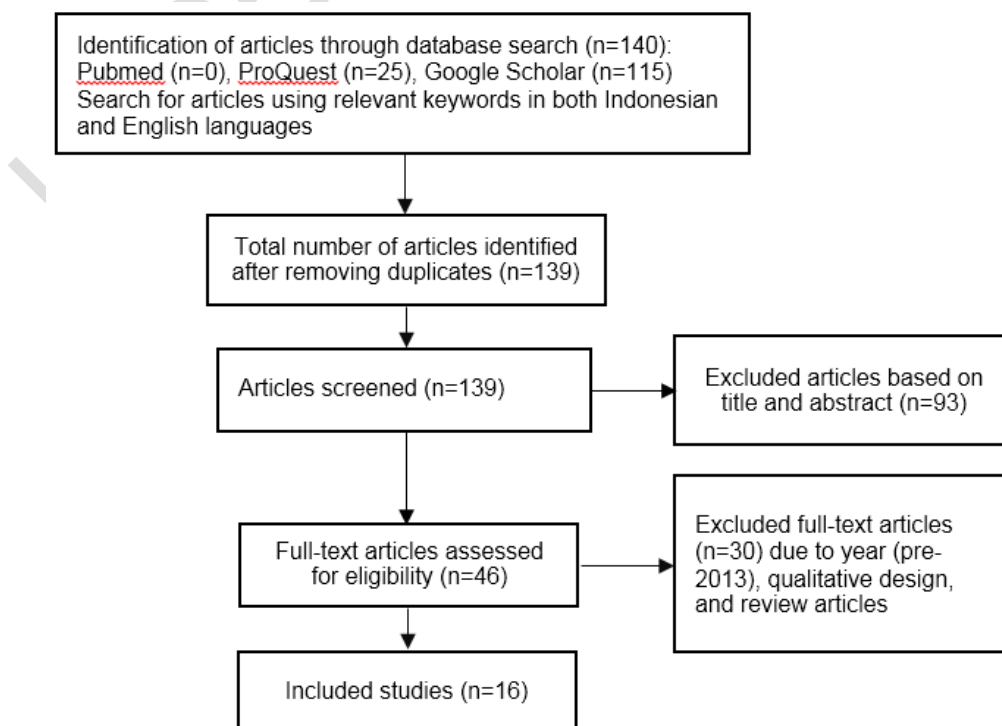 Identification of articles through database search (n=140):
Pubmed (n=0), ProQuest (n=25), Google Scholar (n=115)
Search for articles using relevant keywords in both Indonesian
and English languages
Total number of articles identified
after removing duplicates (n=139)
Articles screened (n=139)
Excluded articles based on
title and abstract (n=93)
Full-text articles assessed
for eligibility (n=46)
Excluded full-text articles
(n=30) due to year (pre-
2013), qualitative design,
and review articles
Included studies (n=16)